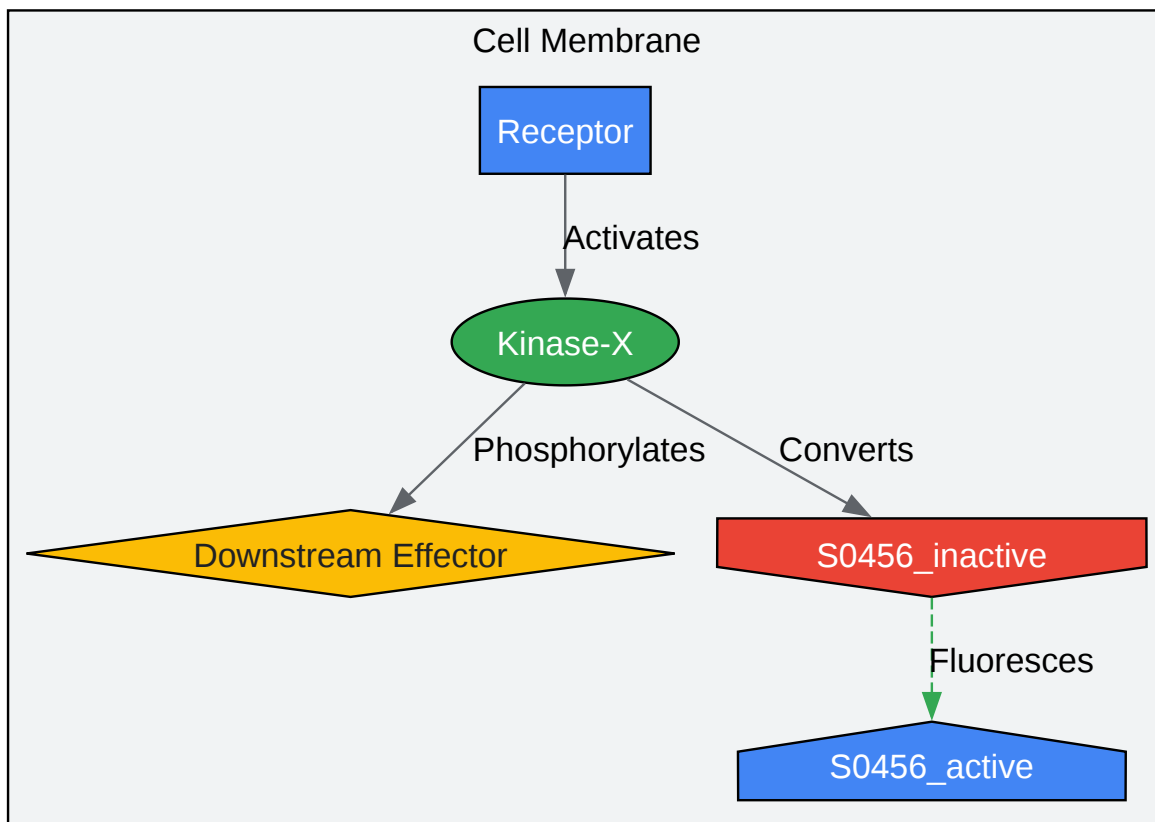 Cell Membrane
Receptor
Activates
Kinase-X
Phosphorylates
Converts
Downstream Effector
S0456_inactive
Fluoresces
S0456_active